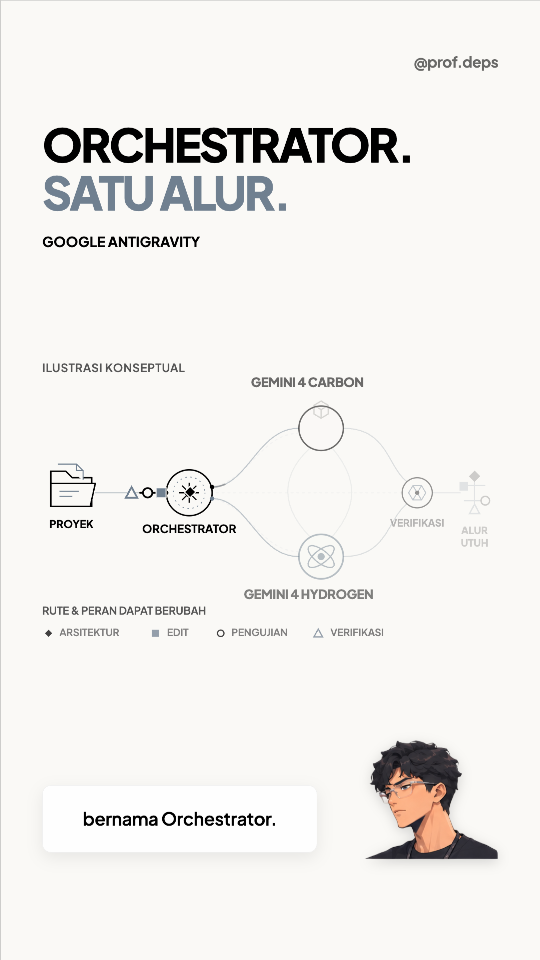 @prof.deps
ORCHESTRATOR.
SATU ALUR.
GOOGLE ANTIGRAVITY
ILUSTRASI KONSEPTUAL
GEMINI 4 CARBON
PROYEK
ORCHESTRATOR
VERIFIKASI
ALUR
UTUH
GEMINI 4 HYDROGEN
RUTE & PERAN DAPAT BERUBAH
ARSITEKTUR EDIT PENGUJIAN VERIFIKASI
bernama Orchestrator.